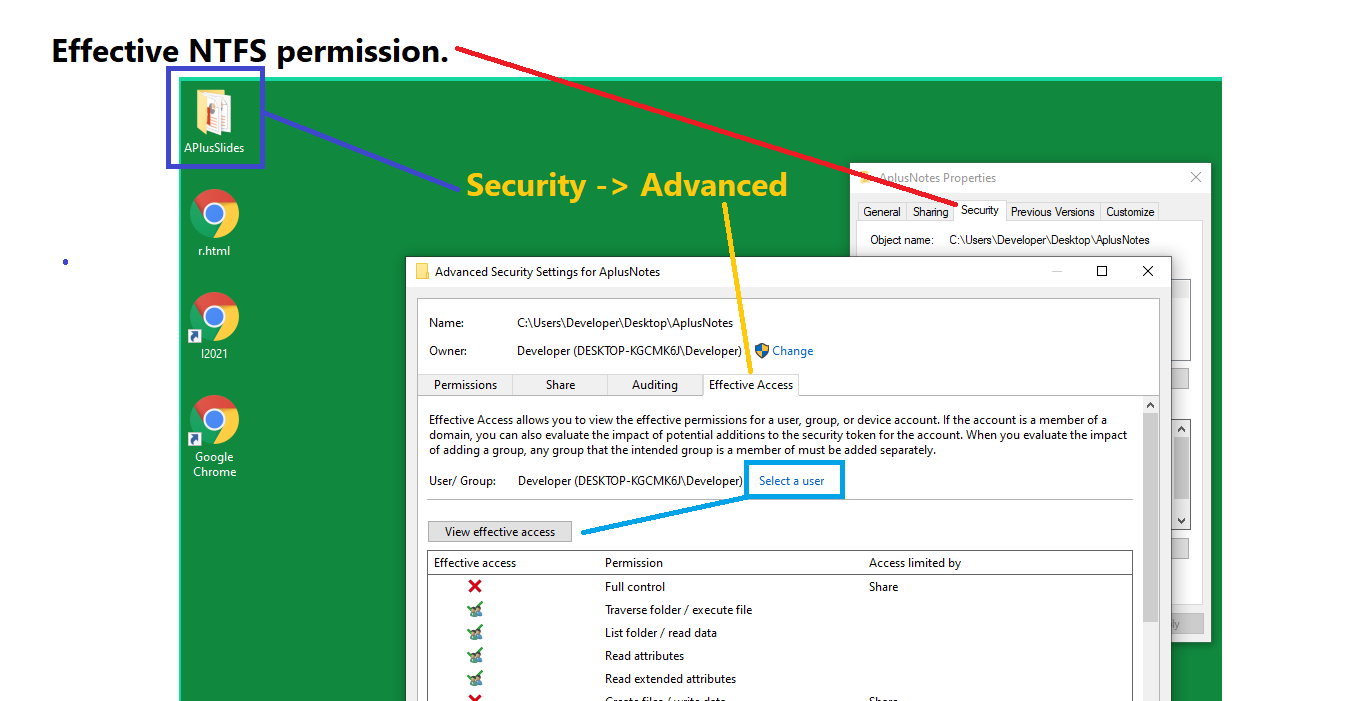 Effective NTFS permission.
APlusSlides
Security -> Advanced
AplusNotes Properties
General Sharing Security Previous Versions Customize
r.html
Object name: C:\Users\Developer\Desktop\AplusNotes
Advanced Security Settings for AplusNotes
Name: C:\Users\Developer\Desktop\AplusNotes
Owner: Developer (DESKTOP-KGCMK6J\Developer) Change
I2021
Permissions Share Auditing Effective Access
Effective Access allows you to view the effective permissions for a user, group, or device account. If the account is a member of a
domain, you can also evaluate the impact of potential additions to the security token for the account. When you evaluate the impact
of adding a group, any group that the intended group is a member of must be added separately.
Google
Chrome
User/ Group: Developer (DESKTOP-KGCMK6J\Developer) Select a user
View effective access
Effective access Permission Access limited by
Full control Share
Traverse folder / execute file
List folder / read data
Read attributes
Read extended attributes
Create files / write data Share